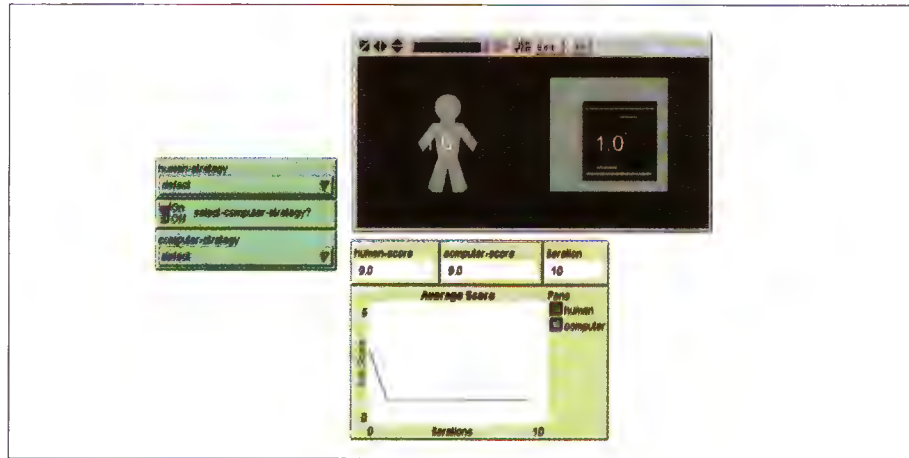 1.0
human-strategy
defect
On
Off
select-computer-strategy?
computer-strategy
defect
human-score
computer-score
iteration
9.0
9.0
10
Average Score
Pens
5
human
computer
0
0
iterations
10